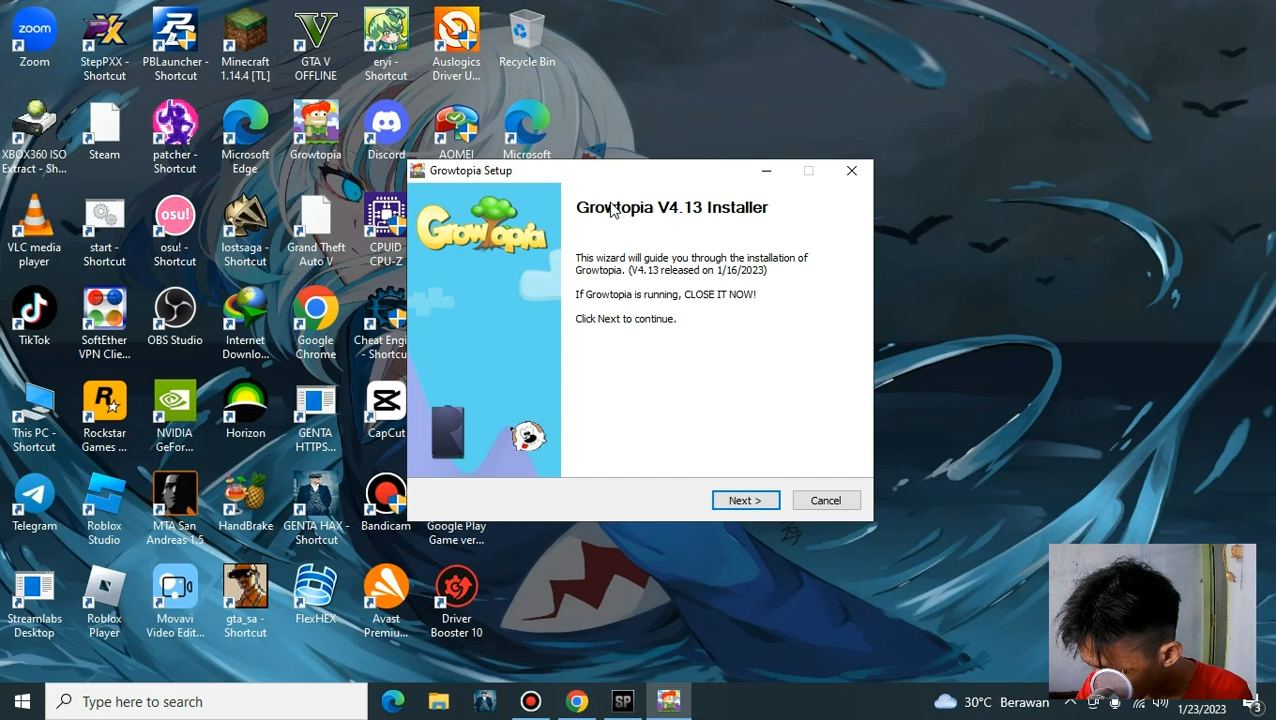 zoom
Zoom
StepPXX -
Shortcut
PBLauncher -
Shortcut
Minecraft
1.14.4 [TL]
GTA V
OFFLINE
eryi -
Shortcut
Auslogics
Driver U...
Recycle Bin
XBOX360 ISO
Extract - Sh...
Steam
patcher -
Shortcut
Microsoft
Edge
Growtopia
Discord
AOMEI
Microsoft
VLC media
player
start -
Shortcut
osu!
osu! -
Shortcut
lostsaga -
Shortcut
Grand Theft
Auto V
CPUID
CPU-Z
TikTok
SoftEther
VPN Clie...
OBS Studio
Internet
Downlo...
Google
Chrome
Cheat Engi
- Shortcu
This PC -
Shortcut
Rockstar
Games ...
NVIDIA
GeFor...
Horizon
GENTA
HTTPS...
CapCut
Telegram
Roblox
Studio
MTA San
Andreas 1.5
HandBrake
GENTA HAX -
Shortcut
Bandicam
Google Play
Game ver...
Streamlabs
Desktop
Roblox
Player
Movavi
Video Edit...
gta_sa -
Shortcut
FlexHEX
Avast
Premiu...
Driver
Booster 10
Growtopia Setup
Growtopia
Growtopia V4.13 Installer
This wizard will guide you through the installation of
Growtopia. (V4.13 released on 1/16/2023)
If Growtopia is running, CLOSE IT NOW!
Click Next to continue.
Next >
Cancel
Type here to search
SP
30°C Berawan
1/23/2023
3